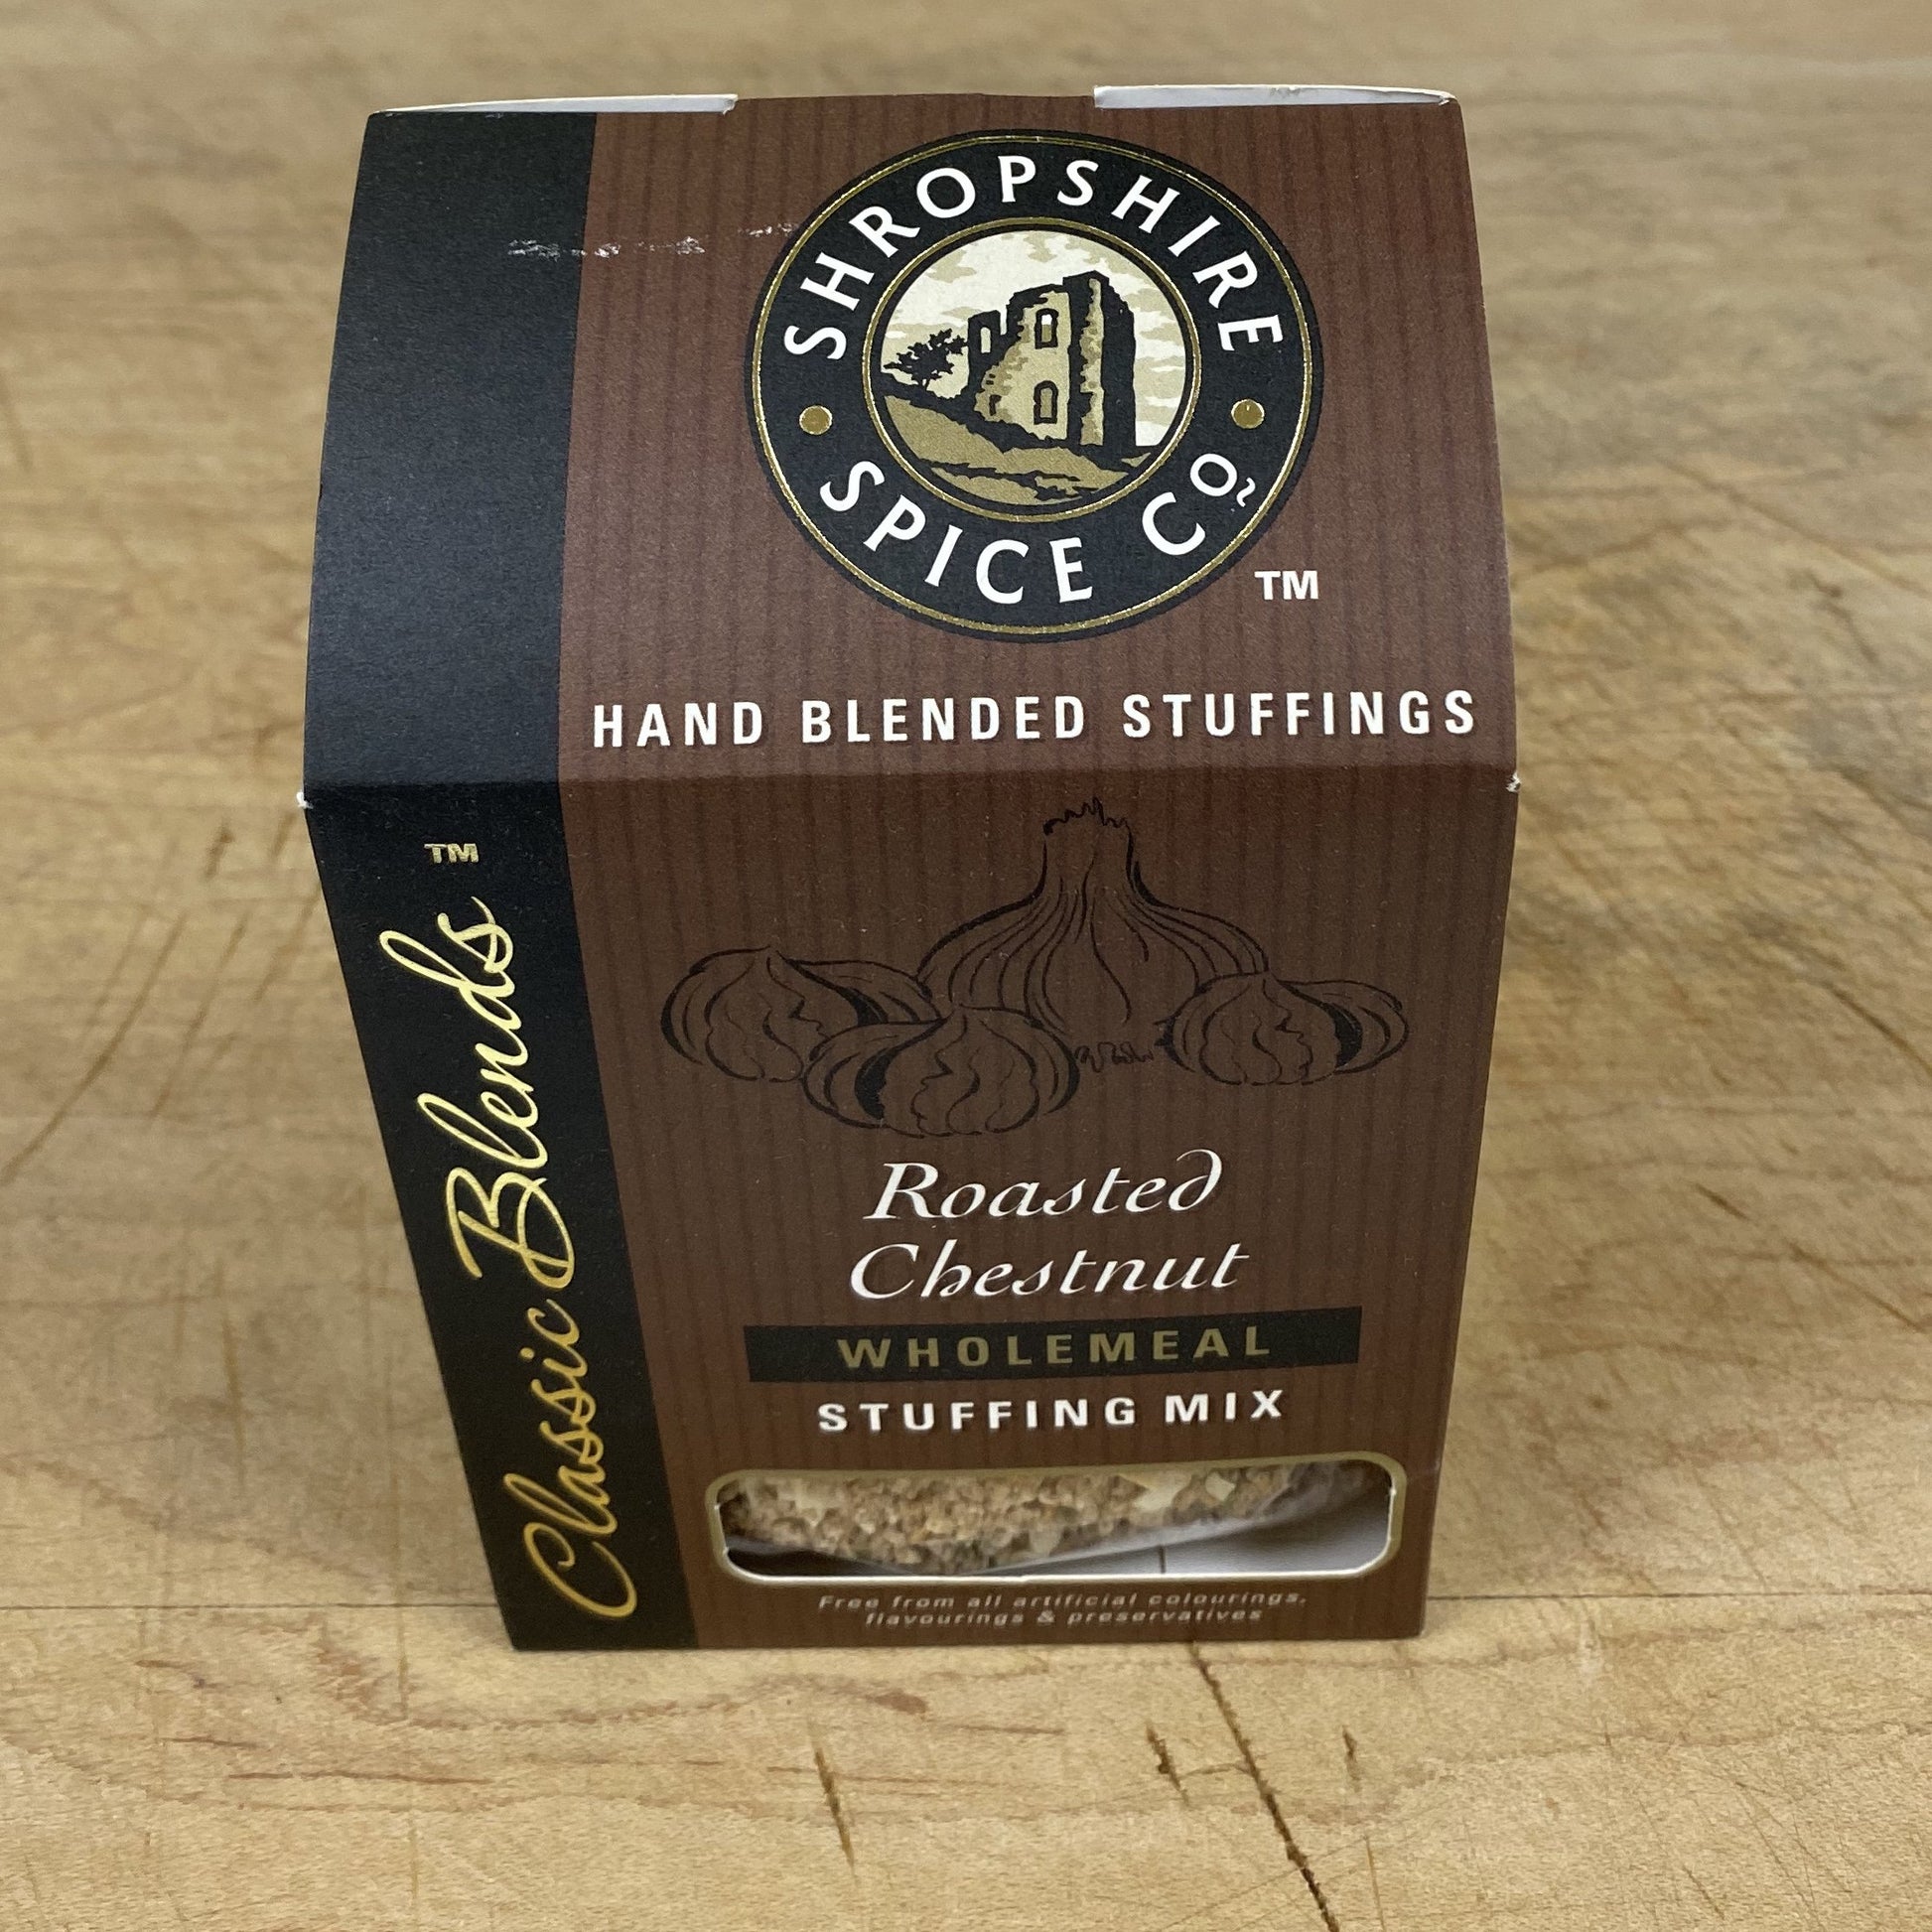 SHROPSHIRE
SPICE Co.
TM
HAND BLENDED STUFFINGS
Classic Blends TM
Roasted
Chestnut
WHOLEMEAL
STUFFING MIX
Free from all artificial colourings,
flavourings & preservatives